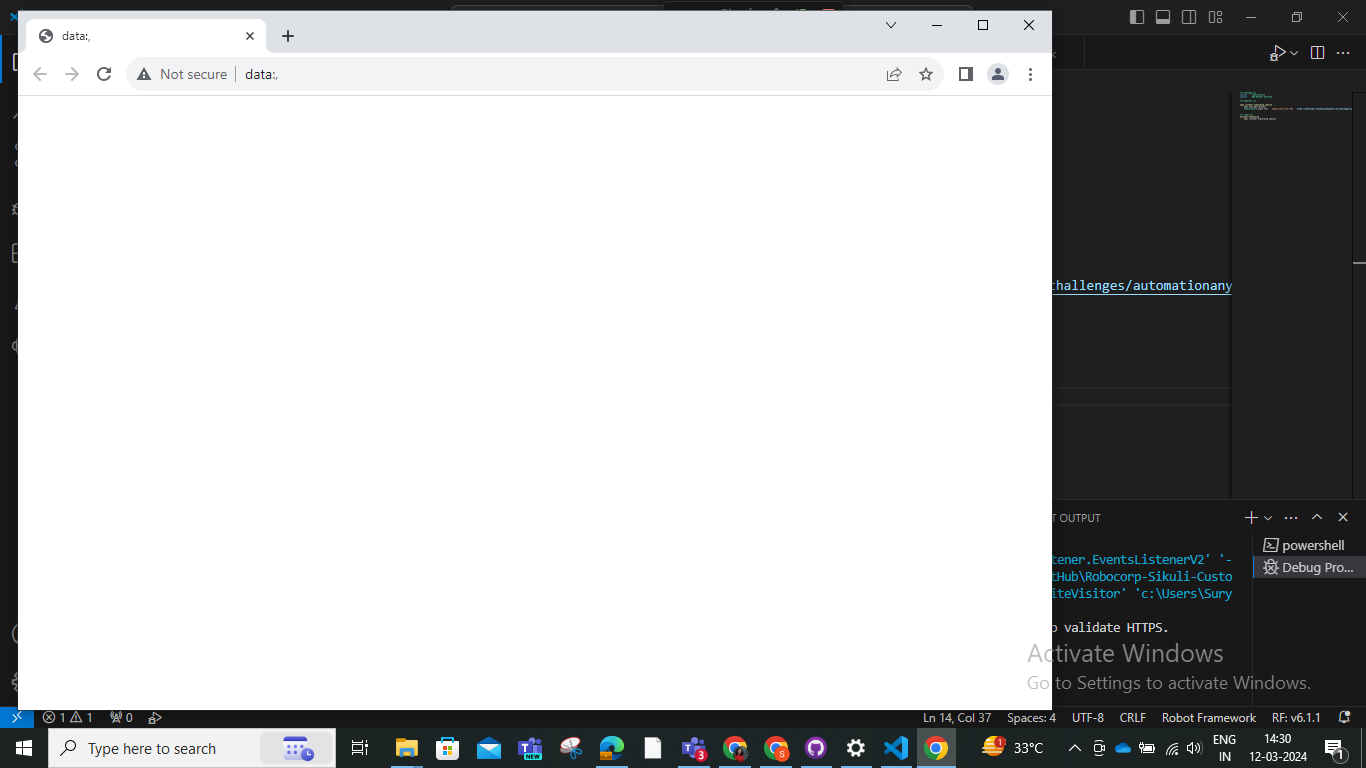 data:,
Not secure
data:,
challenges/automationany
T OUTPUT
powershell
Debug Pro...
tener.EventsListenerV2' '-
tHub\Robocorp-Sikuli-Custo
iteVisitor' 'c:\Users\Sury
o validate HTTPS.
Activate Windows
Go to Settings to activate Windows.
1 1 0
Ln 14, Col 37 Spaces: 4 UTF-8 CRLF Robot Framework RF: v6.1.1
Type here to search
NEW
3
S
1
33°C
ENG
IN
14:30
12-03-2024
1